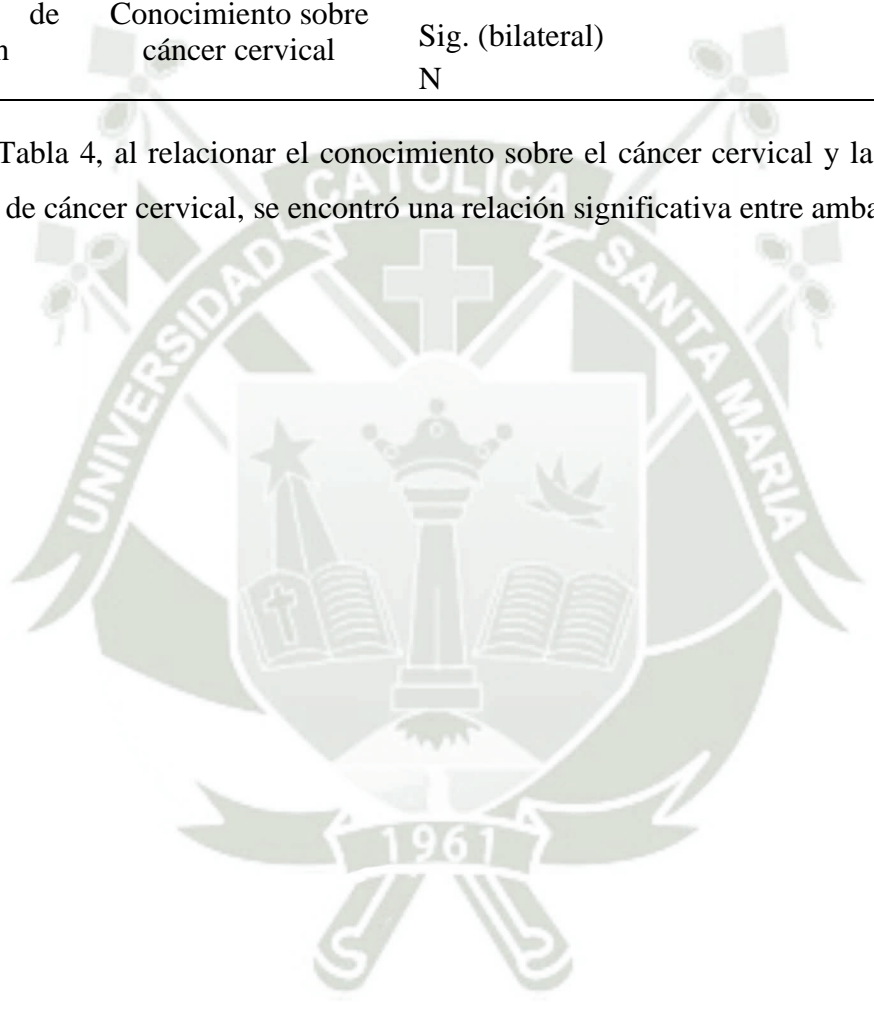 de Conocimiento sobre
n cáncer cervical Sig. (bilateral)
N
Tabla 4, al relacionar el conocimiento sobre el cáncer cervical y la
de cáncer cervical, se encontró una relación significativa entre amba
UNIVERSIDAD CATOLICA SANTA MARIA
1961